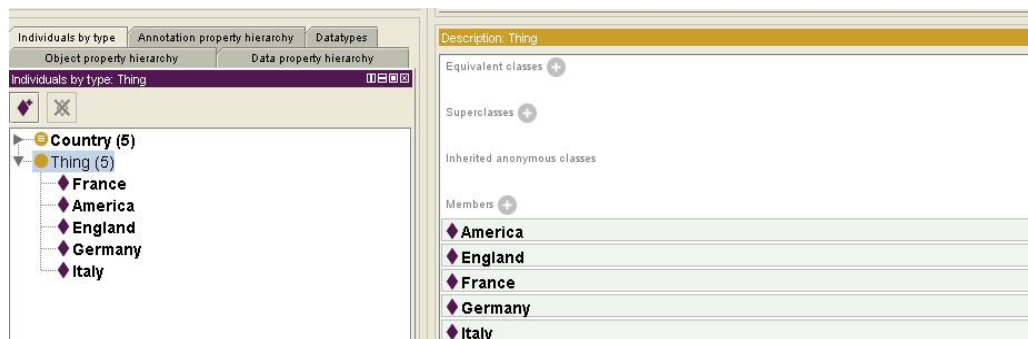 Individuals by type Annotation property hierarchy Datatypes
Object property hierarchy Data property hierarchy
Individuals by type: Thing
Country (5)
Thing (5)
France
America
England
Germany
Italy
Description: Thing
Equivalent classes
Superclasses
Inherited anonymous classes
Members
America
England
France
Germany
Italy